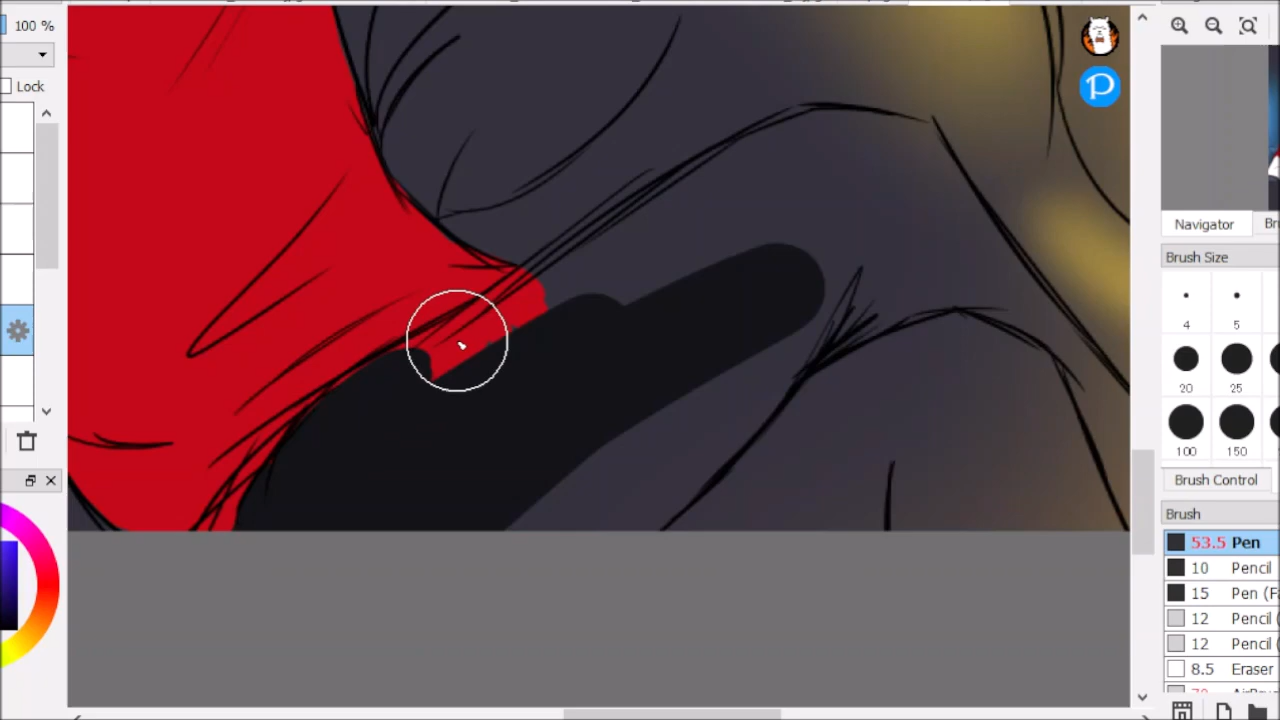 100 %
Lock
Navigator
Brush Size
4 5
20 25
100 150
Brush Control
Brush
53.5 Pen
10 Pencil
15 Pen (F
12 Pencil (
12 Pencil (
8.5 Eraser